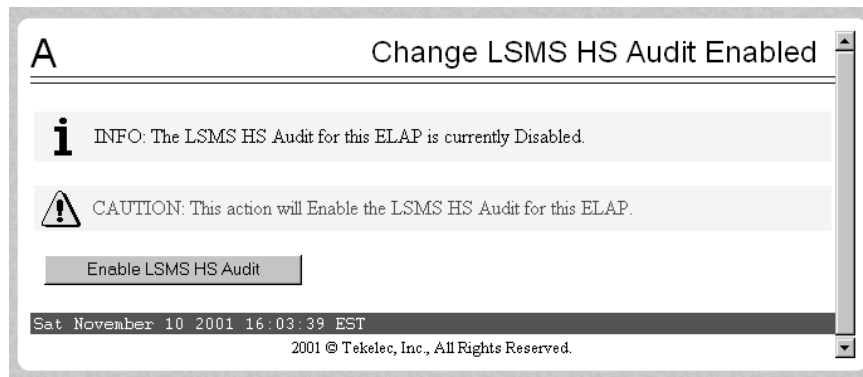 A
Change LSMS HS Audit Enabled
INFO: The LSMS HS Audit for this ELAP is currently Disabled.
CAUTION: This action will Enable the LSMS HS Audit for this ELAP.
Enable LSMS HS Audit
Sat November 10 2001 16:03:39 EST
2001 © Tekelec, Inc., All Rights Reserved.